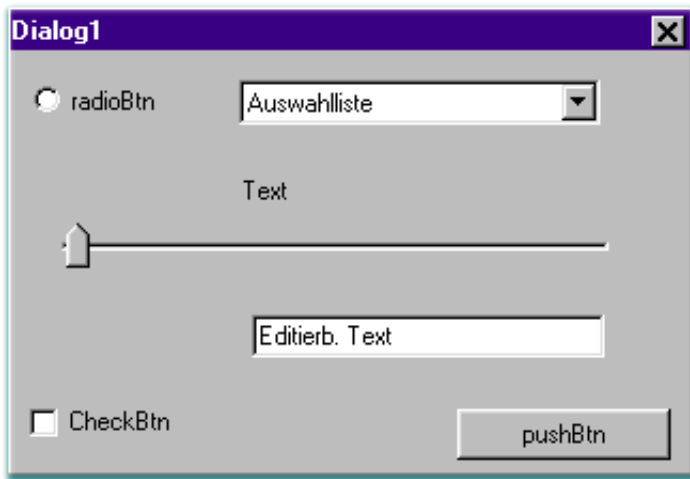 Dialog1
radioBtn
Auswahlliste
Text
Editierb. Text
CheckBtn
pushBtn